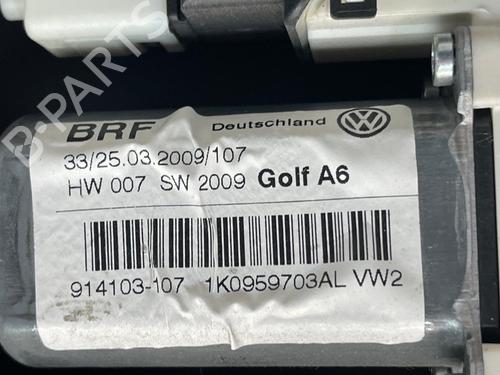 BRF Deutschland
33/25.03.2009/107
HW 007 SW 2009 Golf A6
914103-107 1K0959703AL VW2
B-PARTS